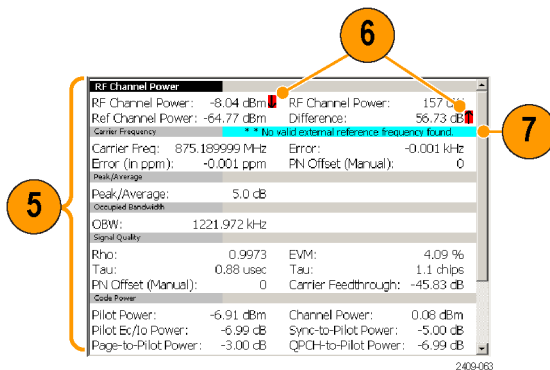 6
RF Channel Power
RF Channel Power: -8.04 dBm RF Channel Power: 157
Ref Channel Power: -64.77 dBm Difference: 56.73 dB
Carrier Frequency * * No valid external reference frequency found.
7
Carrier Freq: 875.189999 MHz Error: -0.001 kHz
Error (in ppm): -0.001 ppm PN Offset (Manual): 0
Peak/Average
Peak/Average: 5.0 dB
5
Occupied Bandwidth
OBW: 1221.972 kHz
Signal Quality
Rho: 0.9973 EVM: 4.09 %
Tau: 0.88 usec Tau: 1.1 chips
PN Offset (Manual): 0 Carrier Feedthrough: -45.83 dB
Code Power
Pilot Power: -6.91 dBm Channel Power: 0.08 dBm
Pilot Ec/Io Power: -6.99 dB Sync-to-Pilot Power: -5.00 dB
Page-to-Pilot Power: -3.00 dB QPCH-to-Pilot Power: -6.99 dB
2409-063